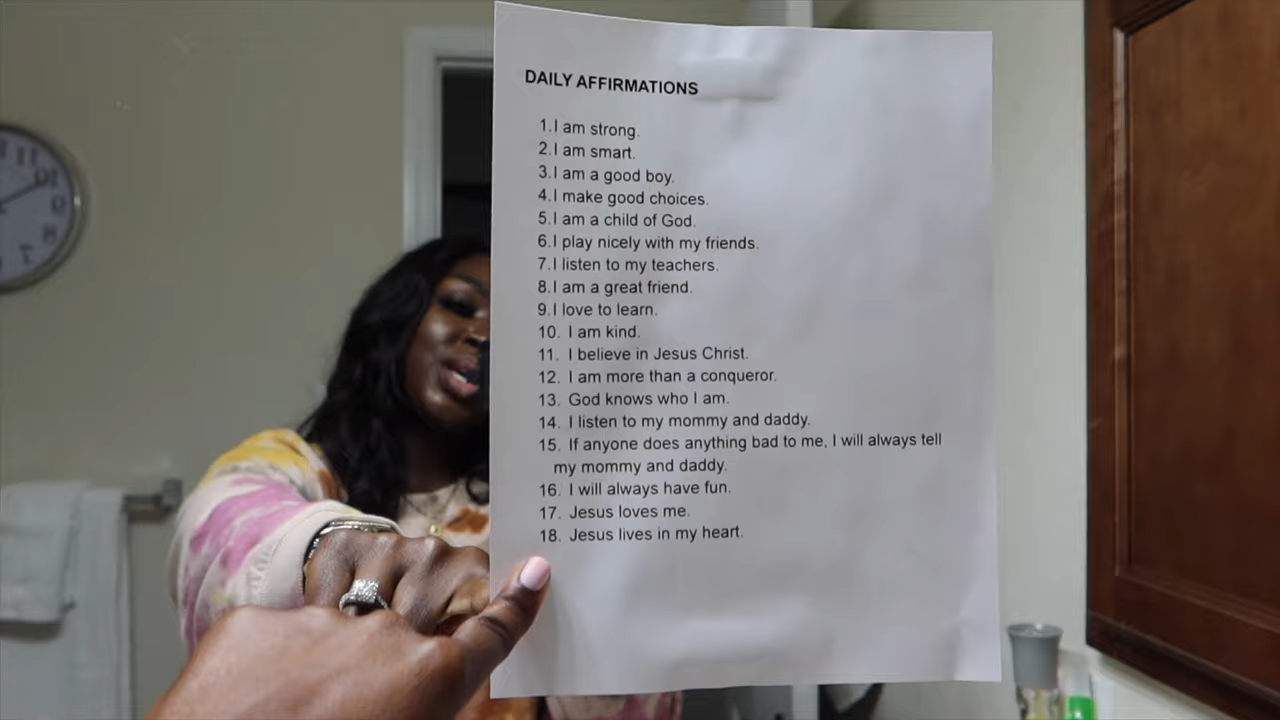 DAILY AFFIRMATIONS
1. I am strong.
2. I am smart.
3. I am a good boy.
4. I make good choices.
5. I am a child of God.
6. I play nicely with my friends.
7. I listen to my teachers.
8. I am a great friend.
9. I love to learn.
10. I am kind.
11. I believe in Jesus Christ.
12. I am more than a conqueror.
13. God knows who I am.
14. I listen to my mommy and daddy.
15. If anyone does anything bad to me, I will always tell
my mommy and daddy.
16. I will always have fun.
17. Jesus loves me.
18. Jesus lives in my heart.
11
10
9
8
7